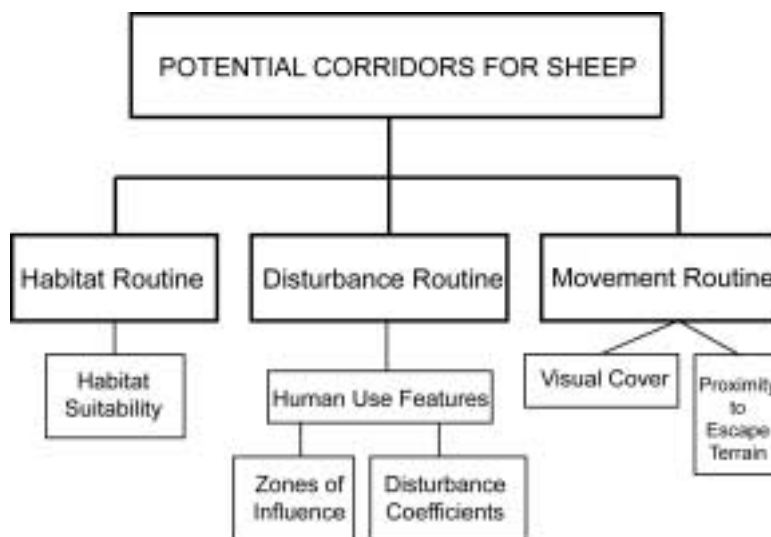 POTENTIAL CORRIDORS FOR SHEEP
Habitat Routine
Disturbance Routine
Movement Routine
Habitat
Suitability
Human Use Features
Visual Cover
Proximity
to
Escape
Terrain
Zones of
Influence
Disturbance
Coefficients